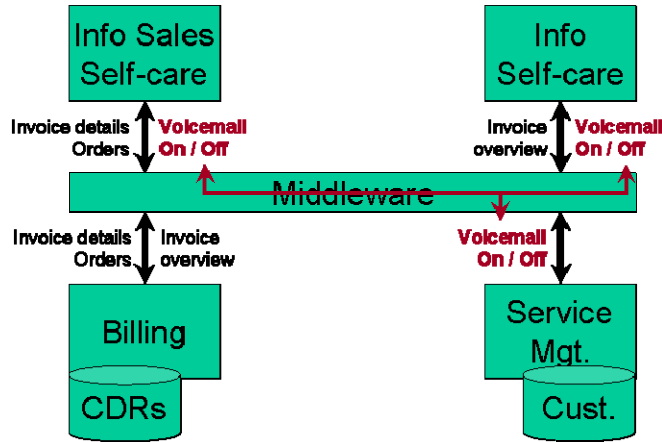 Info Sales
Self-care
Info
Self-care
Invoice details
Orders
Voicemail
On / Off
Invoice
overview
Voicemail
On / Off
Middleware
Invoice details
Orders
Invoice
overview
Voicemail
On / Off
Billing
Service
Mgt.
CDRs
Cust.